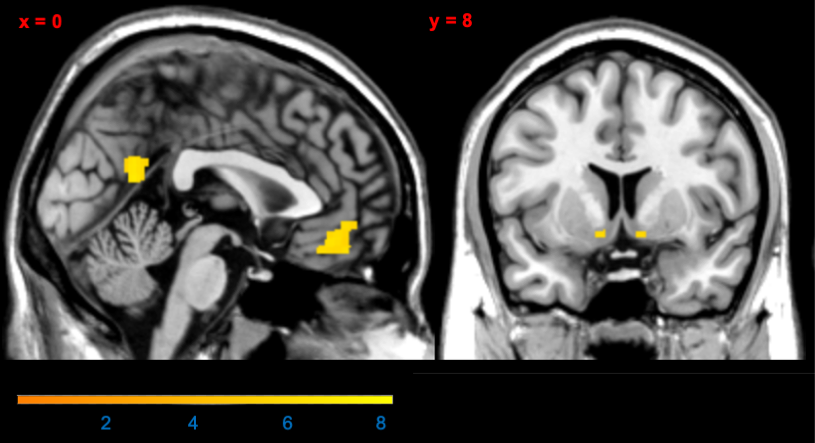 x = 0
y = 8
2 4 6 8